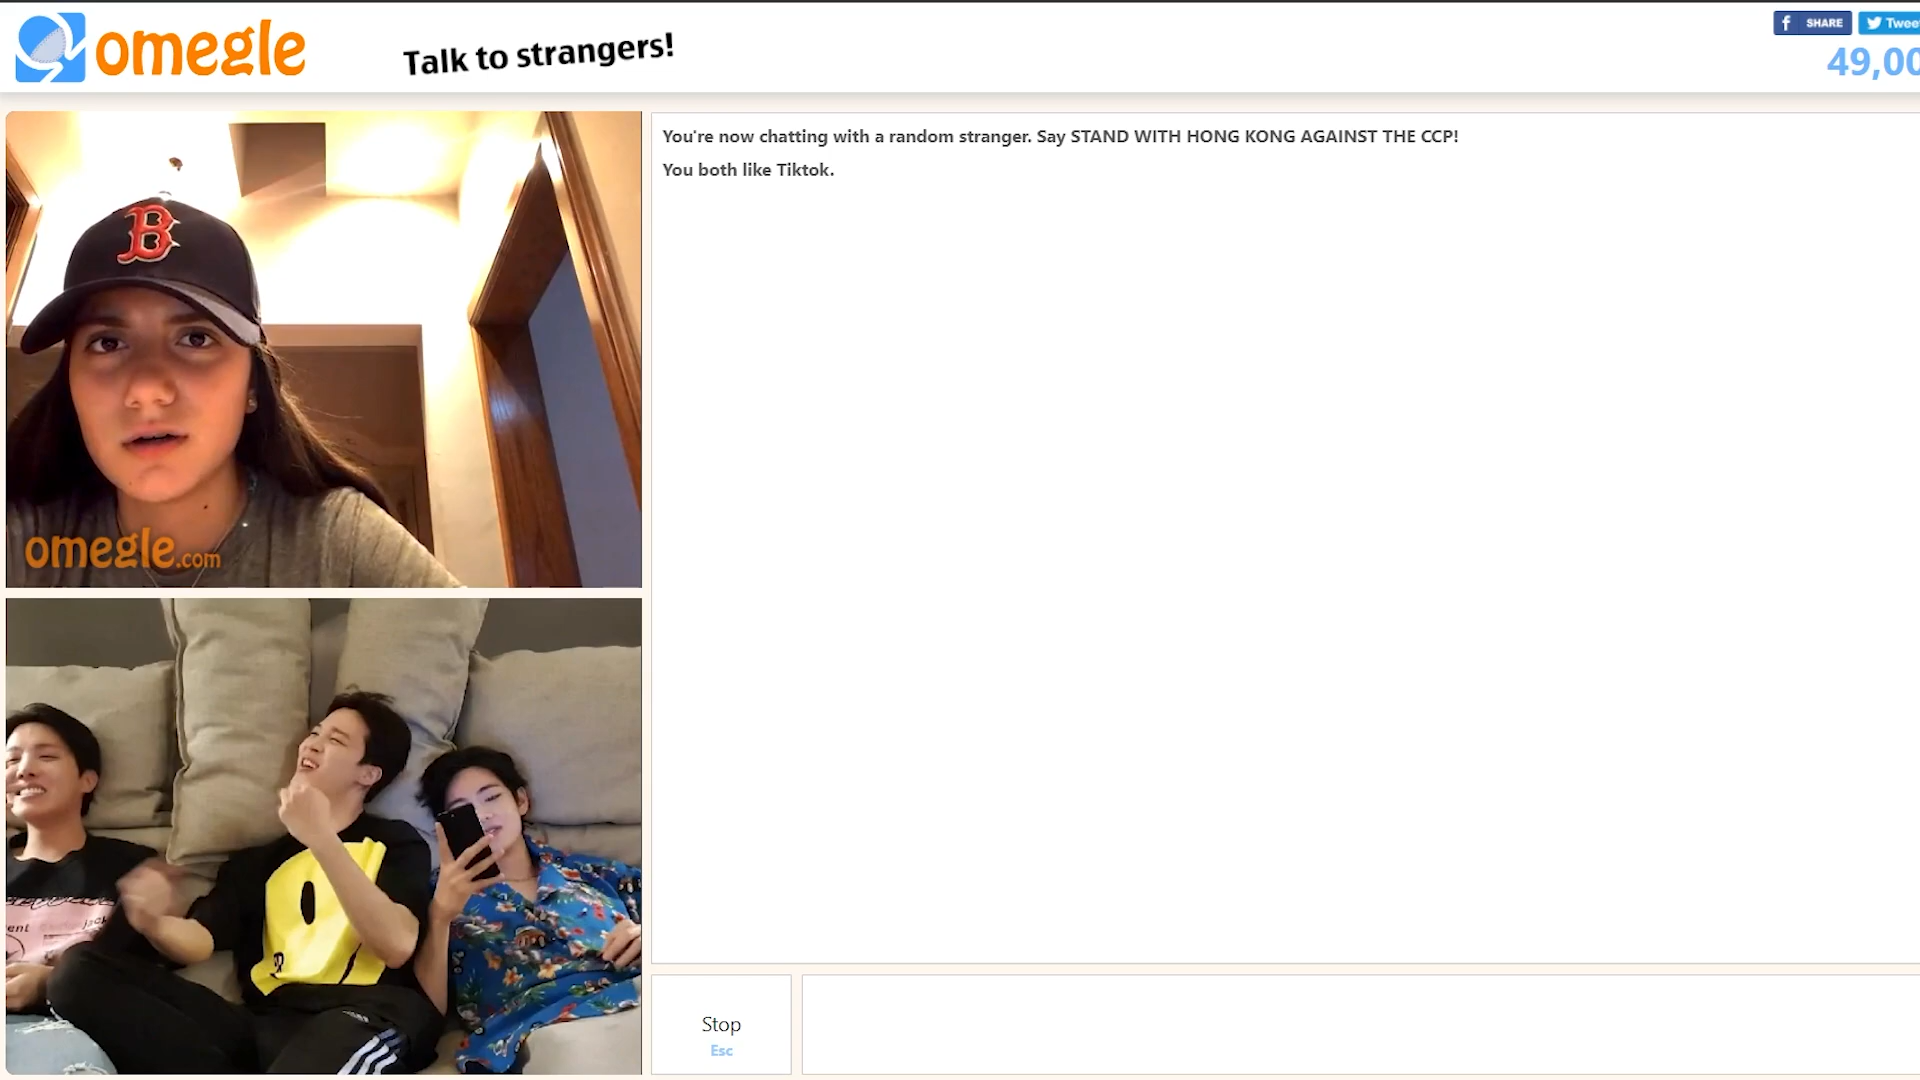 omegle
Talk to strangers!
SHARE
Tweet
49,00
You're now chatting with a random stranger. Say STAND WITH HONG KONG AGAINST THE CCP!
You both like Tiktok.
B
omegle.com
Stop
Esc